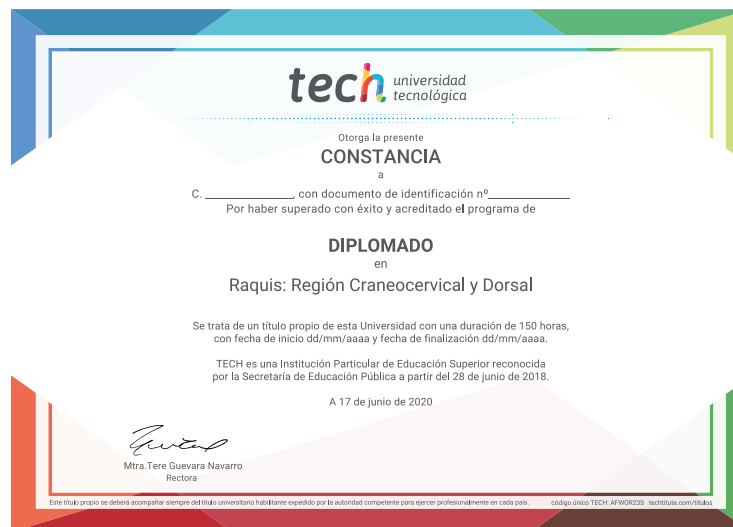 tech universidad
tecnológica
Otorga la presente
CONSTANCIA
a
C. ________________, con documento de identificación nº______________
Por haber superado con éxito y acreditado el programa de
DIPLOMADO
en
Raquis: Región Craneocervical y Dorsal
Se trata de un título propio de esta Universidad con una duración de 150 horas,
con fecha de inicio dd/mm/aaaa y fecha de finalización dd/mm/aaaa.
TECH es una Institución Particular de Educación Superior reconocida
por la Secretaría de Educación Pública a partir del 28 de junio de 2018.
A 17 de junio de 2020
Mtra.Tere Guevara Navarro
Rectora
Este título propio se deberá acompañar siempre del título universitario habilitante expedido por la autoridad competente para ejercer profesionalmente en cada país. código único TECH: AFWOR23S techtitute.com/títulos